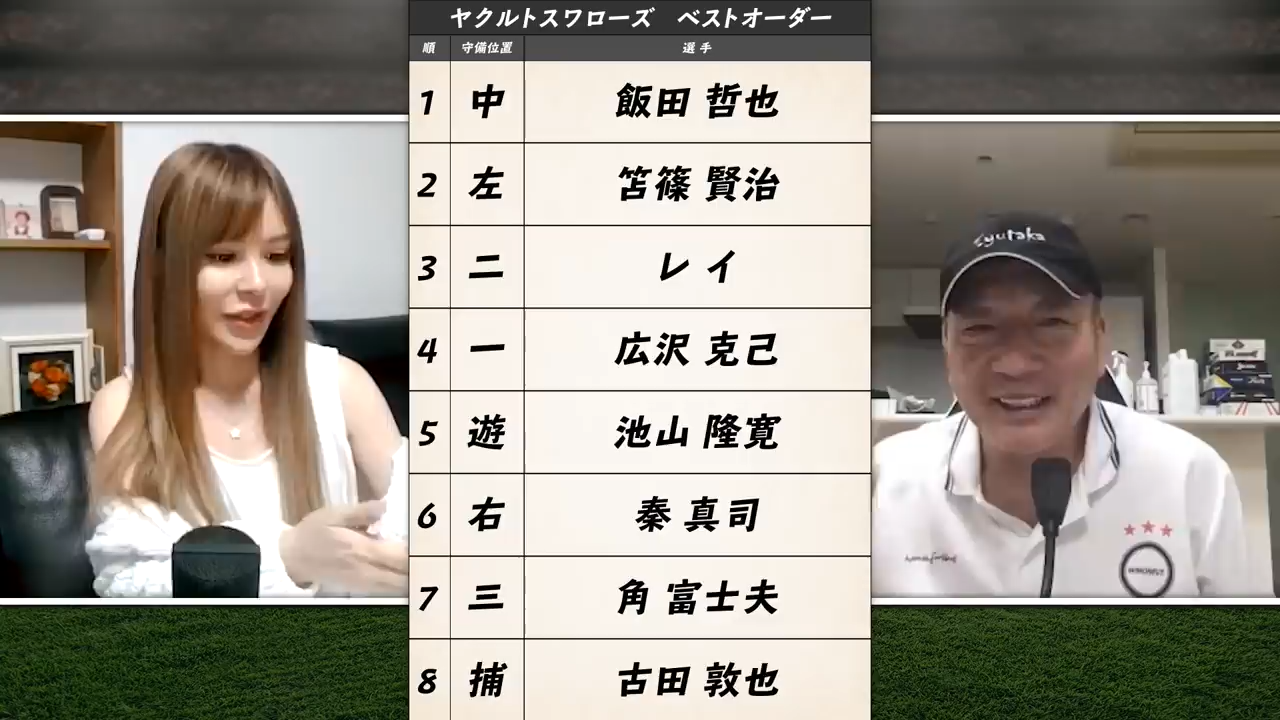 ヤクルトスワローズ　ベストオーダー
順 守備位置 選手
1 中 飯田 哲也
2 左 笘篠 賢治
3 二 レイ
4 一 広沢 克己
5 遊 池山 隆寛
6 右 秦 真司
7 三 角 富士夫
8 捕 古田 敦也